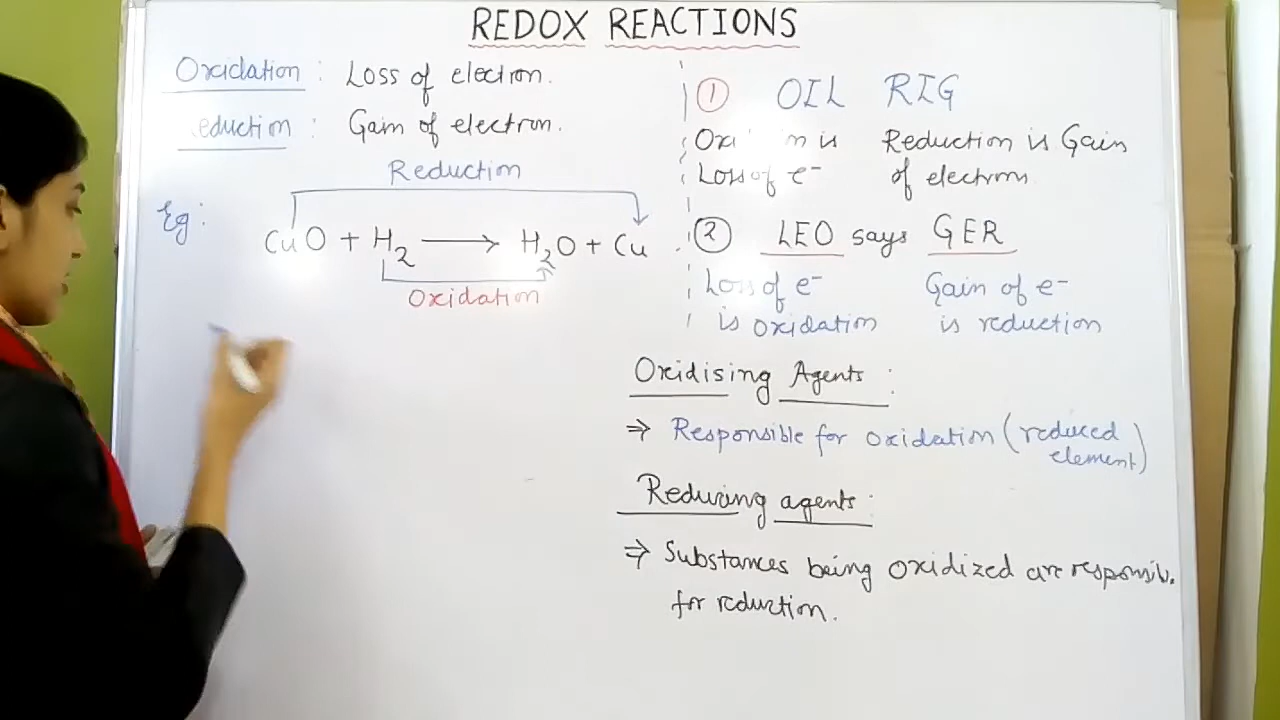 REDOX REACTIONS
Oxidation : Loss of electron.
eduction : Gain of electron.
Reduction
Eg:
CuO + H2 ⟶ H2O + Cu
Oxidation
① OIL RIG
Oxi n is Reduction is Gain
Loss of e⁻ of electrons
② LEO says GER
Loss of e⁻ Gain of e⁻
is oxidation is reduction
Oxidising Agents :
⇒ Responsible for oxidation (reduced
element)
Reducing agents :
⇒ Substances being oxidized are responsib.
for reduction.